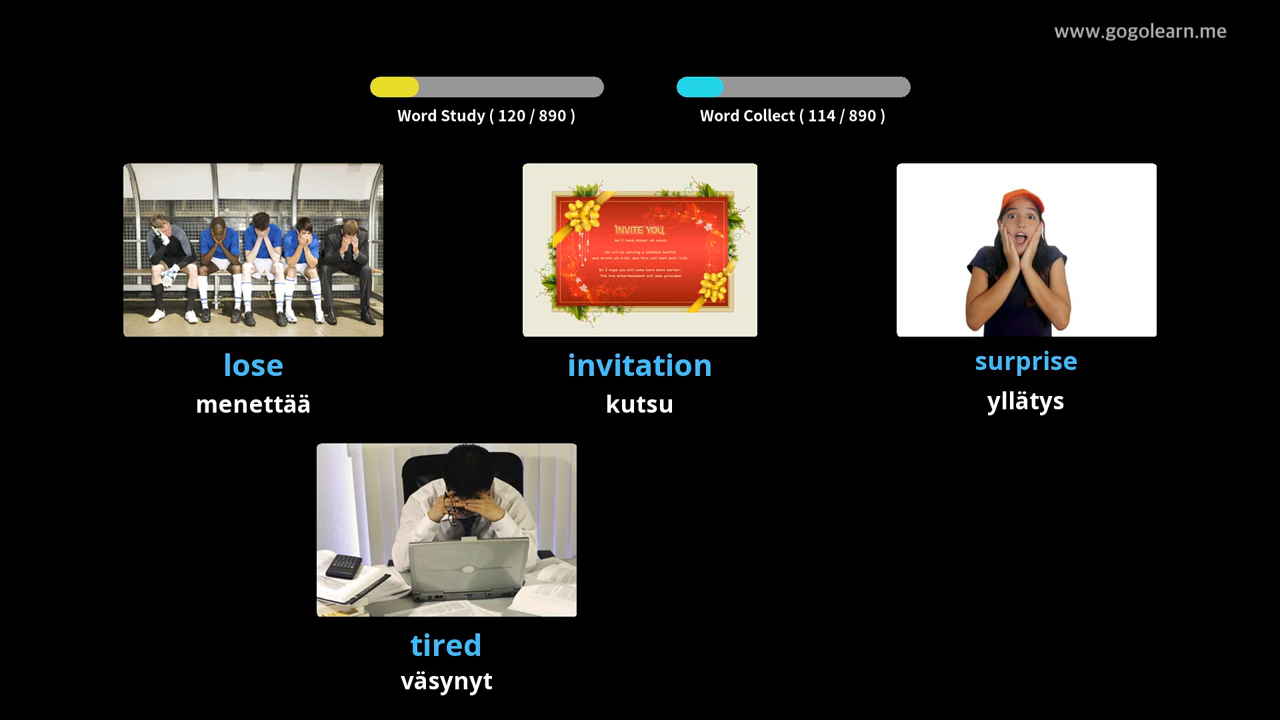 www.gogolearn.me
Word Study ( 120 / 890 )
Word Collect ( 114 / 890 )
INVITE YOU
lose
invitation
surprise
menettää
kutsu
yllätys
tired
väsynyt